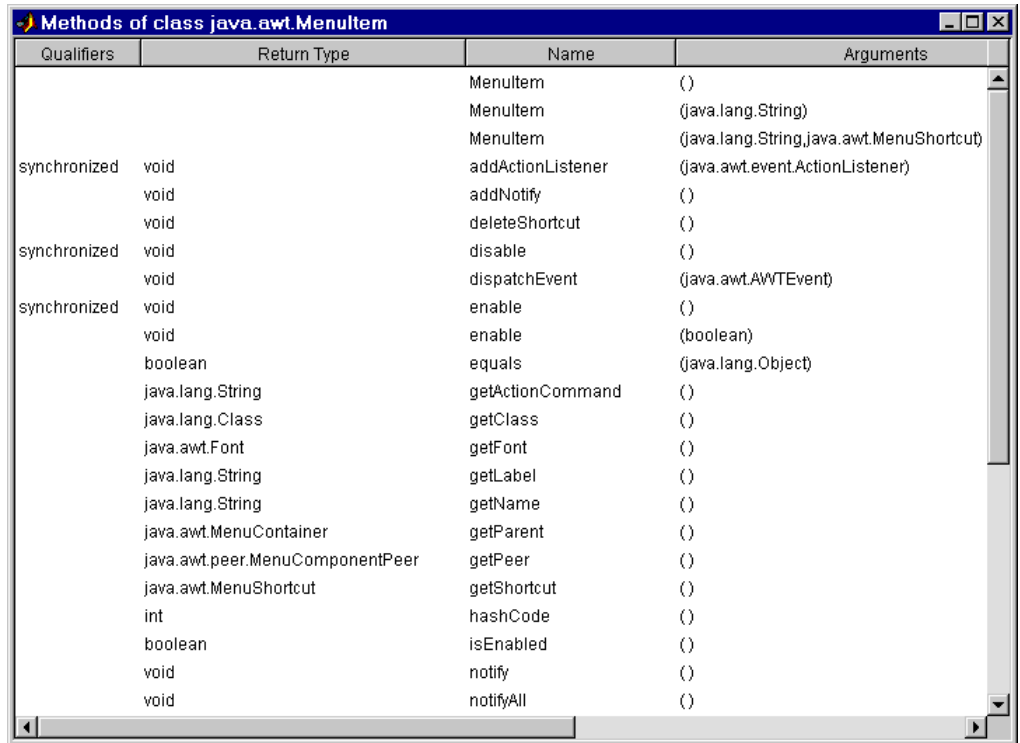 Methods of class java.awt.MenuItem
Qualifiers Return Type Name Arguments
MenuItem ()
MenuItem (java.lang.String)
MenuItem (java.lang.String,java.awt.MenuShortcut)
synchronized void addActionListener (java.awt.event.ActionListener)
void addNotify ()
void deleteShortcut ()
synchronized void disable ()
void dispatchEvent (java.awt.AWTEvent)
synchronized void enable ()
void enable (boolean)
boolean equals (java.lang.Object)
java.lang.String getActionCommand ()
java.lang.Class getClass ()
java.awt.Font getFont ()
java.lang.String getLabel ()
java.lang.String getName ()
java.awt.MenuContainer getParent ()
java.awt.peer.MenuComponentPeer getPeer ()
java.awt.MenuShortcut getShortcut ()
int hashCode ()
boolean isEnabled ()
void notify ()
void notifyAll ()